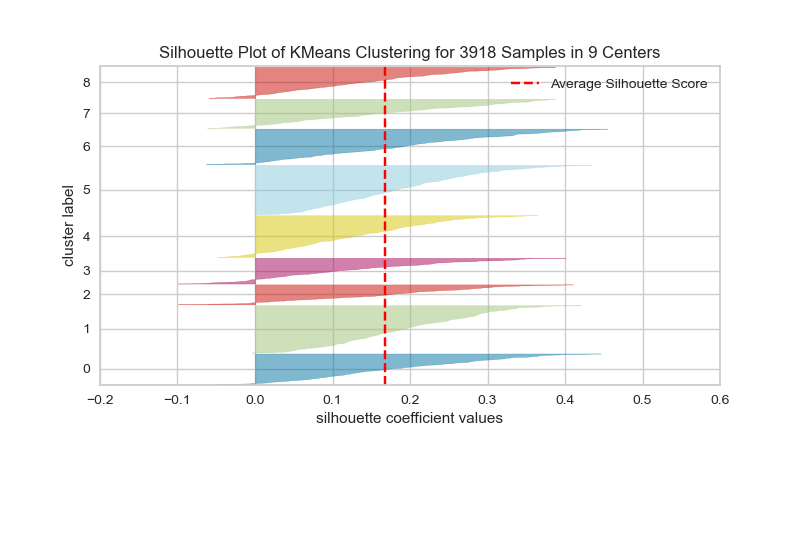 Silhouette Plot of KMeans Clustering for 3918 Samples in 9 Centers
Average Silhouette Score
cluster label
8
7
6
5
4
3
2
1
0
−0.2 −0.1 0.0 0.1 0.2 0.3 0.4 0.5 0.6
silhouette coefficient values